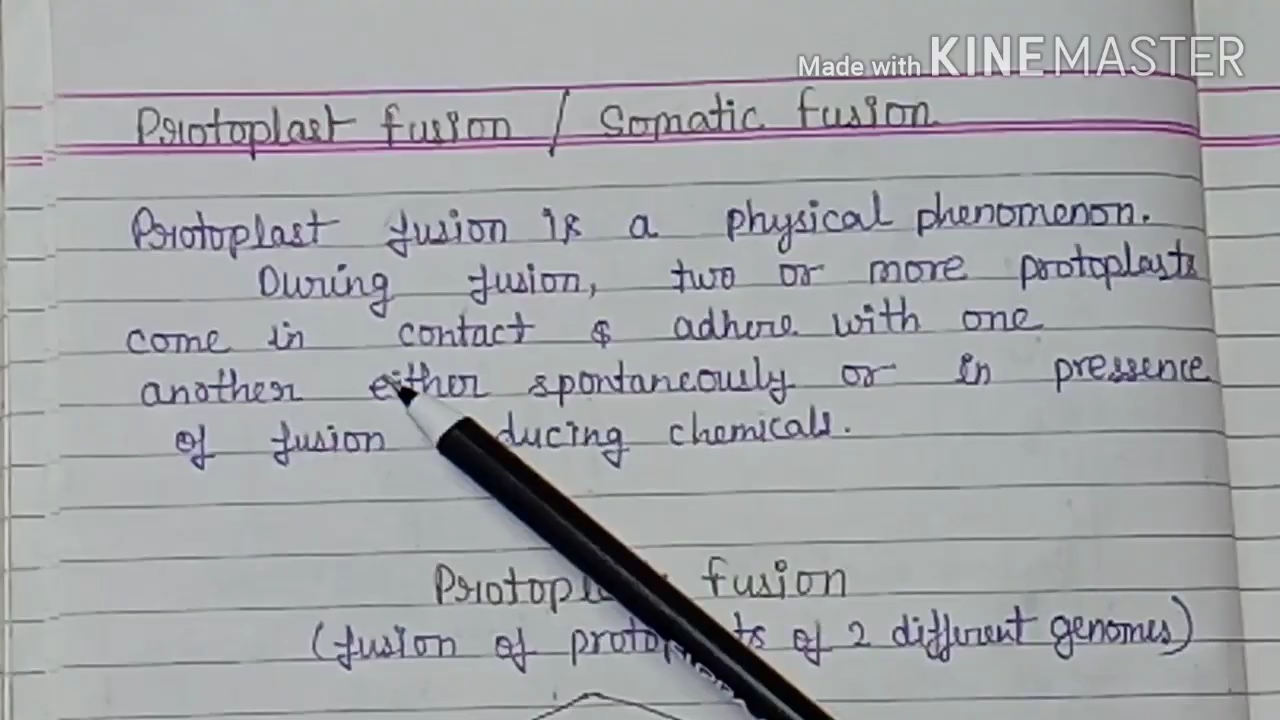 Made with KINEMASTER
Protoplast fusion / Somatic fusion
Protoplast fusion is a physical phenomenon.
During fusion, two or more protoplasts
come in contact & adhere with one
another either spontaneously or in pressence
of fusion ducing chemicals.
fusion
(fusion of of 2 different genomes)